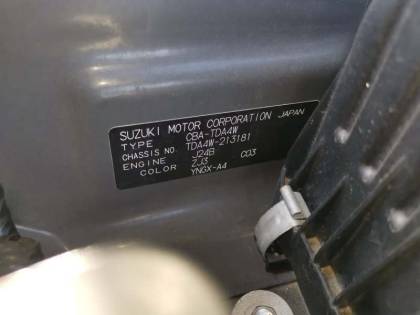 SUZUKI MOTOR CORPORATION JAPAN
TYPE CBA-TDA4W
CHASSIS NO. TDA4W-213181
ENGINE J24B C03
COLOR ZJ3
YNGX-A4